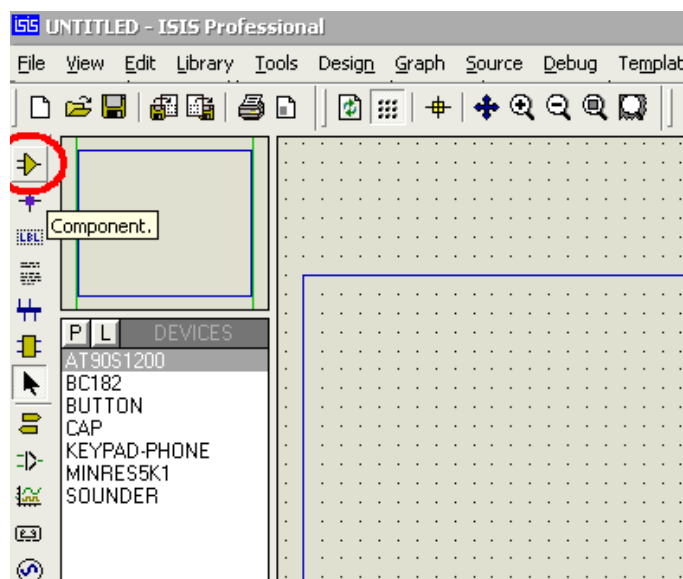 ISIS UNTITLED - ISIS Professional
File View Edit Library Tools Design Graph Source Debug Templat
Component.
LBL
P L DEVICES
AT90S1200
BC182
BUTTON
CAP
KEYPAD-PHONE
MINRES5K1
SOUNDER